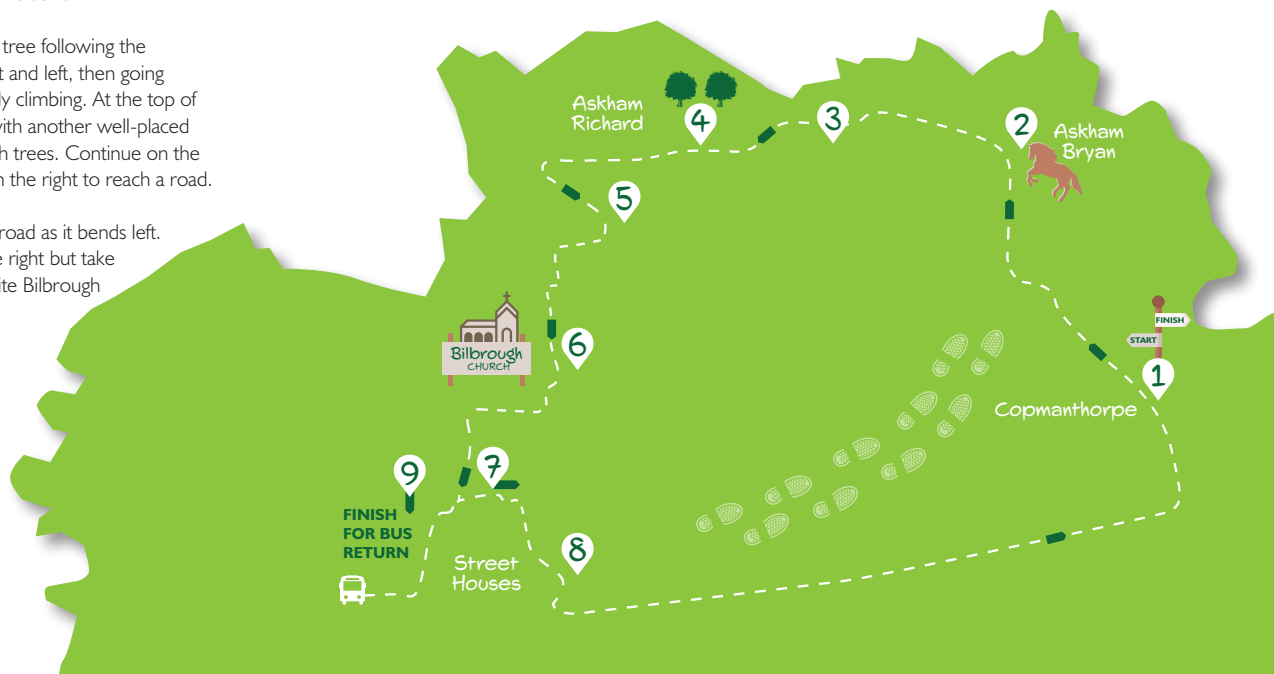 tree following the
t and left, then going
ly climbing. At the top of
with another well-placed
h trees. Continue on the
n the right to reach a road.
road as it bends left.
e right but take
ite Bilbrough
Askham
Richard
4
3
2
Askham
Bryan
5
FINISH
START
1
Copmanthorpe
Bilbrough
CHURCH
6
9
7
FINISH
FOR BUS
RETURN
Street
Houses
8